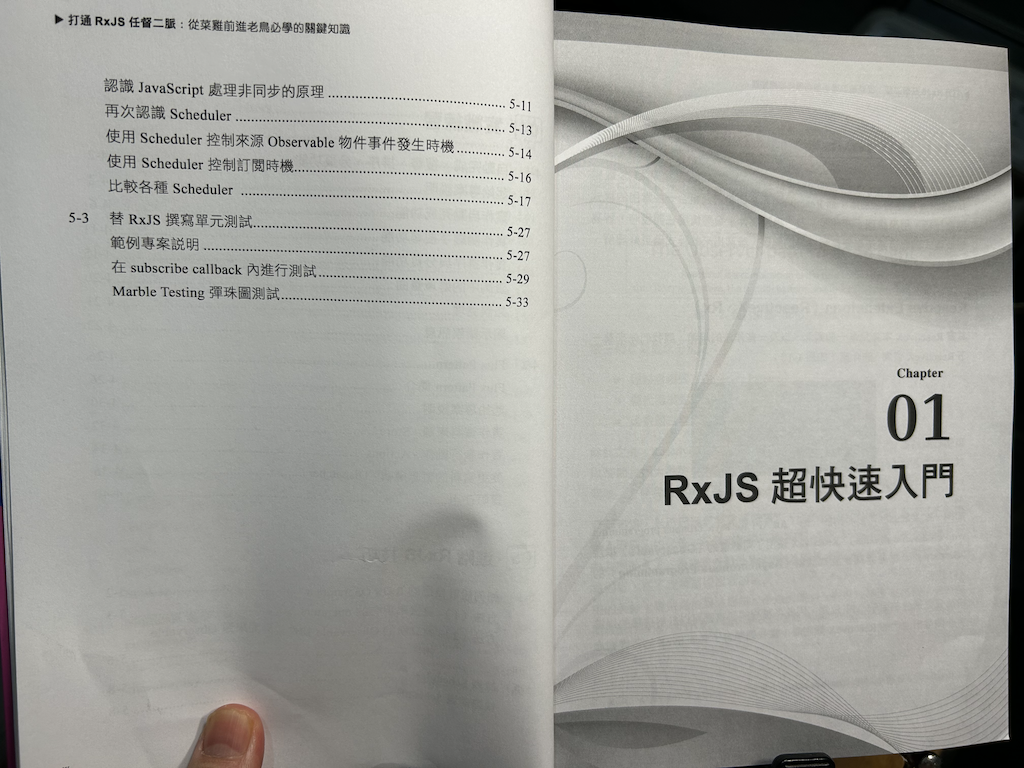 ▶ 打通 RxJS 任督二脈：從菜雞前進老鳥必學的關鍵知識
認識 JavaScript 處理非同步的原理 ........................................ 5-11
再次認識 Scheduler ........................................ 5-13
使用 Scheduler 控制來源 Observable 物件事件發生時機 ............ 5-14
使用 Scheduler 控制訂閱時機 ........................................ 5-16
比較各種 Scheduler ........................................ 5-17
5-3 替 RxJS 撰寫單元測試 ........................................ 5-27
範例專案說明 ........................................ 5-27
在 subscribe callback 內進行測試 ........................................ 5-29
Marble Testing 彈珠圖測試 ........................................ 5-33
Chapter
01
RxJS 超快速入門